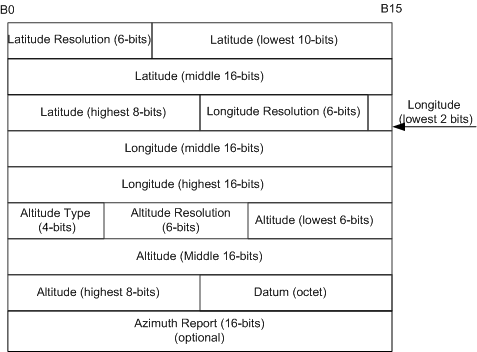 B0
B15
Latitude Resolution (6-bits)
Latitude (lowest 10-bits)
Latitude (middle 16-bits)
Latitude (highest 8-bits)
Longitude Resolution (6-bits)
Longitude
(lowest 2 bits)
Longitude (middle 16-bits)
Longitude (highest 16-bits)
Altitude Type
(4-bits)
Altitude Resolution
(6-bits)
Altitude (lowest 6-bits)
Altitude (Middle 16-bits)
Altitude (highest 8-bits)
Datum (octet)
Azimuth Report (16-bits)
(optional)